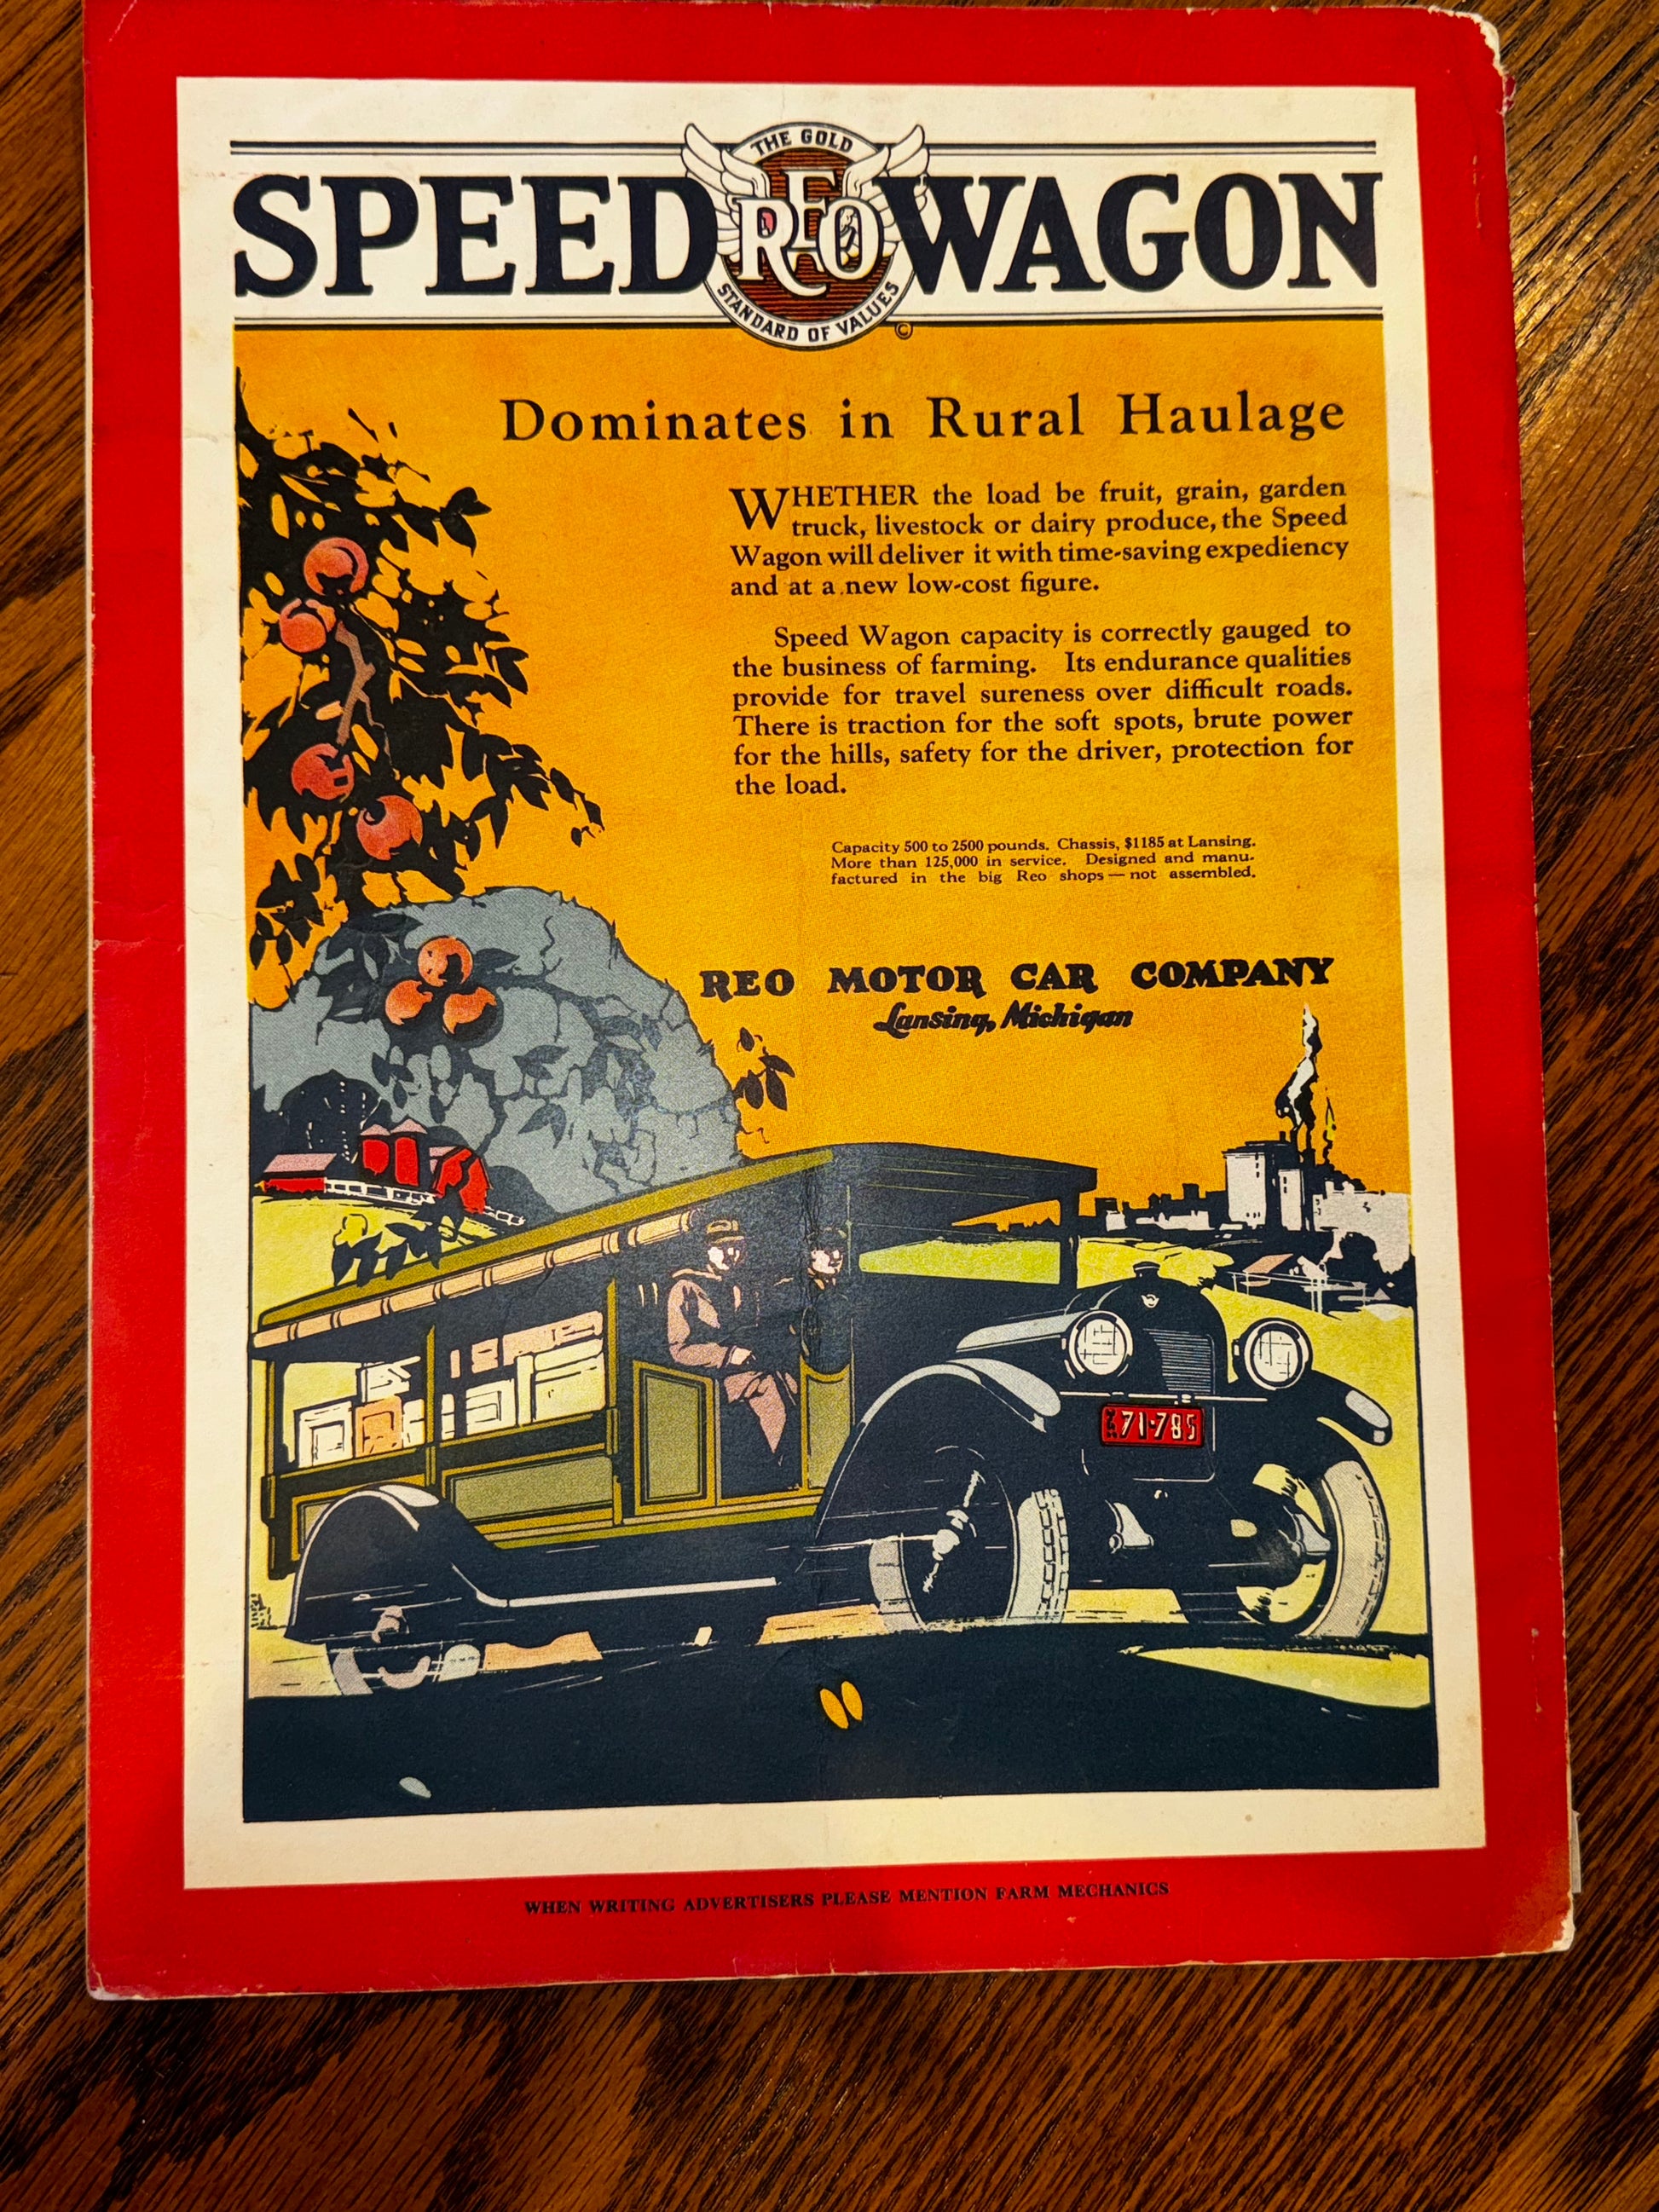 THE GOLD
SPEED REO WAGON
STANDARD OF VALUES
©
Dominates in Rural Haulage
WHETHER the load be fruit, grain, garden
truck, livestock or dairy produce, the Speed
Wagon will deliver it with time-saving expediency
and at a new low-cost figure.
Speed Wagon capacity is correctly gauged to
the business of farming. Its endurance qualities
provide for travel sureness over difficult roads.
There is traction for the soft spots, brute power
for the hills, safety for the driver, protection for
the load.
Capacity 500 to 2500 pounds. Chassis, $1185 at Lansing.
More than 125,000 in service. Designed and manu-
factured in the big Reo shops — not assembled.
REO MOTOR CAR COMPANY
Lansing, Michigan
71-785
WHEN WRITING ADVERTISERS PLEASE MENTION FARM MECHANICS